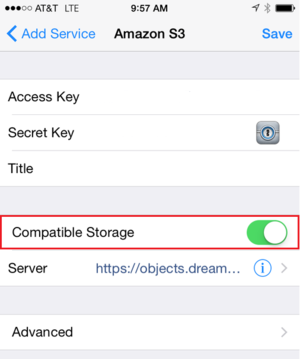 AT&T LTE 9:57 AM
Add Service Amazon S3 Save
Access Key
Secret Key
Title
Compatible Storage
Server https://objects.dream...
Advanced